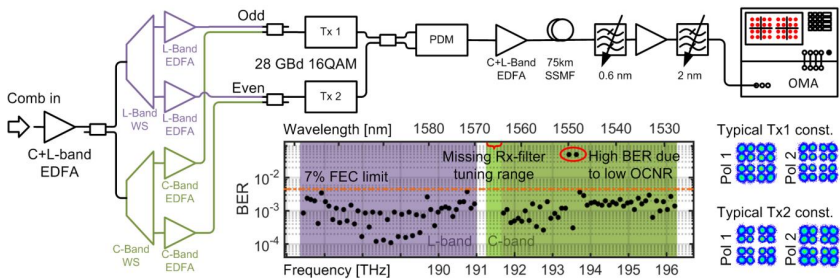 Odd
L-Band
EDFA
Tx 1
28 GBd 16QAM
PDM
C+L-Band
EDFA
75km
SSMF
0.6 nm
2 nm
OMA
Even
Tx 2
L-Band
WS
L-Band
EDFA
Comb in
C+L-band
EDFA
C-Band
EDFA
C-Band
WS
C-Band
EDFA
Wavelength [nm]
1580
1570
1560
1550
1540
1530
Missing Rx-filter
tuning range
High BER due
to low OCNR
7% FEC limit
BER
10-2
10-3
10-4
L-band
C-band
Frequency [THz]
190
191
192
193
194
195
196
Typical Tx1 const.
Pol 1
Pol 2
Typical Tx2 const.
Pol 1
Pol 2